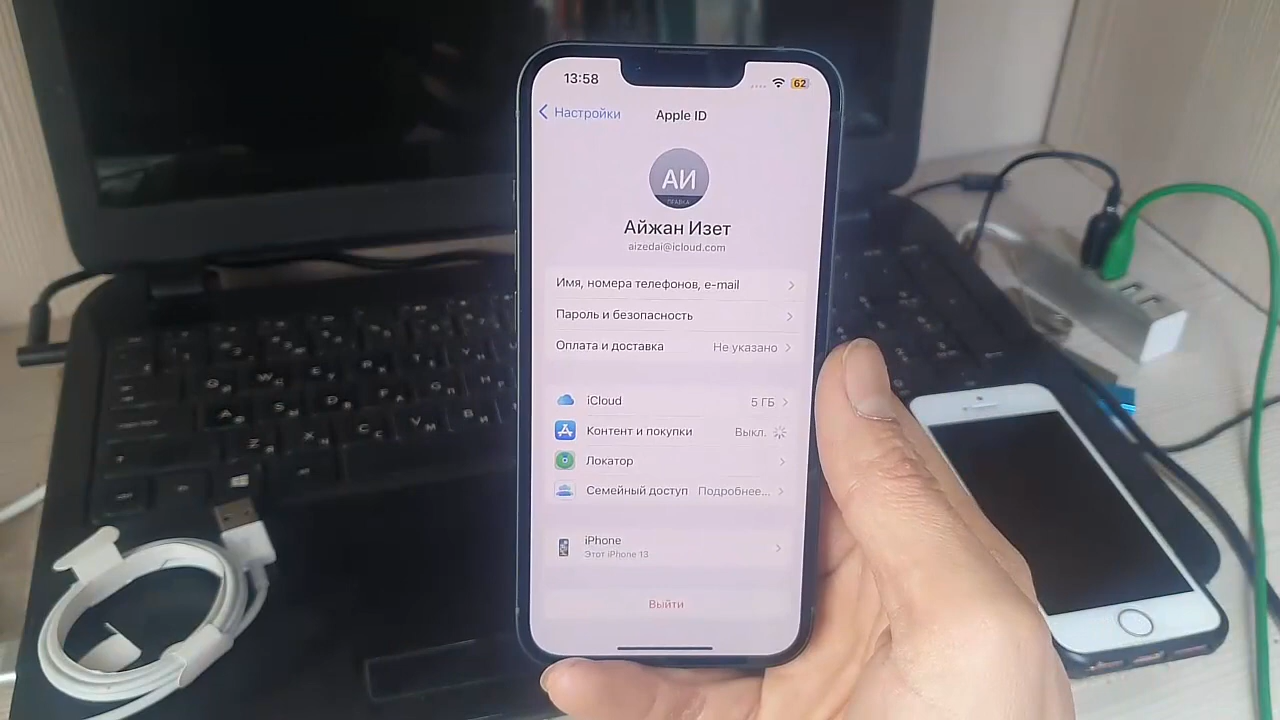 13:58
62
Настройки
Apple ID
АИ
ПРАВКА
Айжан Изет
aizedai@icloud.com
Имя, номера телефонов, e-mail
Пароль и безопасность
Оплата и доставка Не указано
iCloud 5 ГБ
Контент и покупки Выкл.
Локатор
Семейный доступ Подробнее...
iPhone
Этот iPhone 13
Выйти